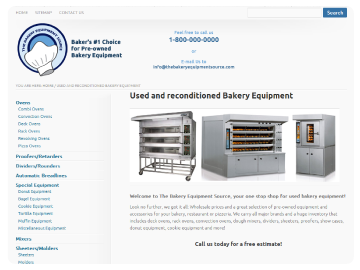 HOME SITEMAP CONTACT US
Search
THE BAKERY EQUIPMENT SOURCE
Baker's #1 Choice
for Pre-owned
Bakery Equipment
Feel free to call us
1-800-000-0000
or
E-mail Us to
info@thebakeryequipmentsource.com
YOU ARE HERE: HOME / USED AND RECONDITIONED BAKERY EQUIPMENT
Ovens
Combi Ovens
Convection Ovens
Deck Ovens
Rack Ovens
Revolving Ovens
Pizza Ovens
Proofers/Retarders
Dividers/Rounders
Automatic Breadlines
Special Equipment
Donut Equipment
Bagel Equipment
Cookie Equipment
Tortilla Equipment
Muffin Equipment
Miscellaneous Equipment
Mixers
Sheeters/Molders
Sheeters
Molders
Used and reconditioned Bakery Equipment
Welcome to The Bakery Equipment Source, your one stop shop for used bakery equipment!
Look no further, we got it all. Wholesale prices and a great selection of pre-owned equipment and
accessories for your bakery, restaurant or pizzeria. We carry all major brands and a huge inventory that
includes deck ovens, rack ovens, convection ovens, dough mixers, dividers, sheeters, proofers, show cases,
donut equipment, cookie equipment and more!
Call us today for a free estimate!